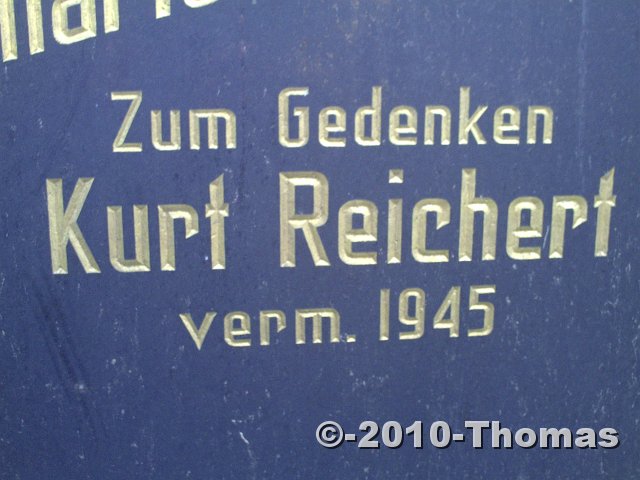 Zum Gedenken
Kurt Reichert
verm. 1945
©-2010-Thomas